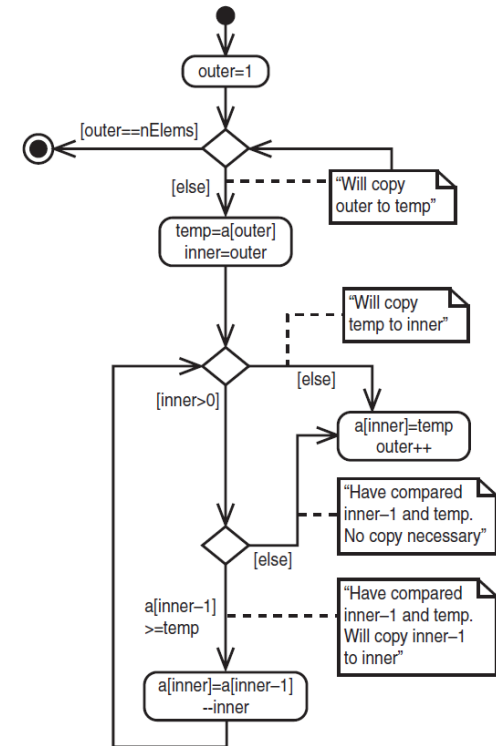 outer=1
[outer==nElems]
[else]
“Will copy
outer to temp”
temp=a[outer]
inner=outer
“Will copy
temp to inner”
[else]
[inner>0]
a[inner]=temp
outer++
“Have compared
inner–1 and temp.
No copy necessary”
[else]
“Have compared
inner–1 and temp.
Will copy inner–1
to inner”
a[inner–1]
>=temp
a[inner]=a[inner–1]
--inner